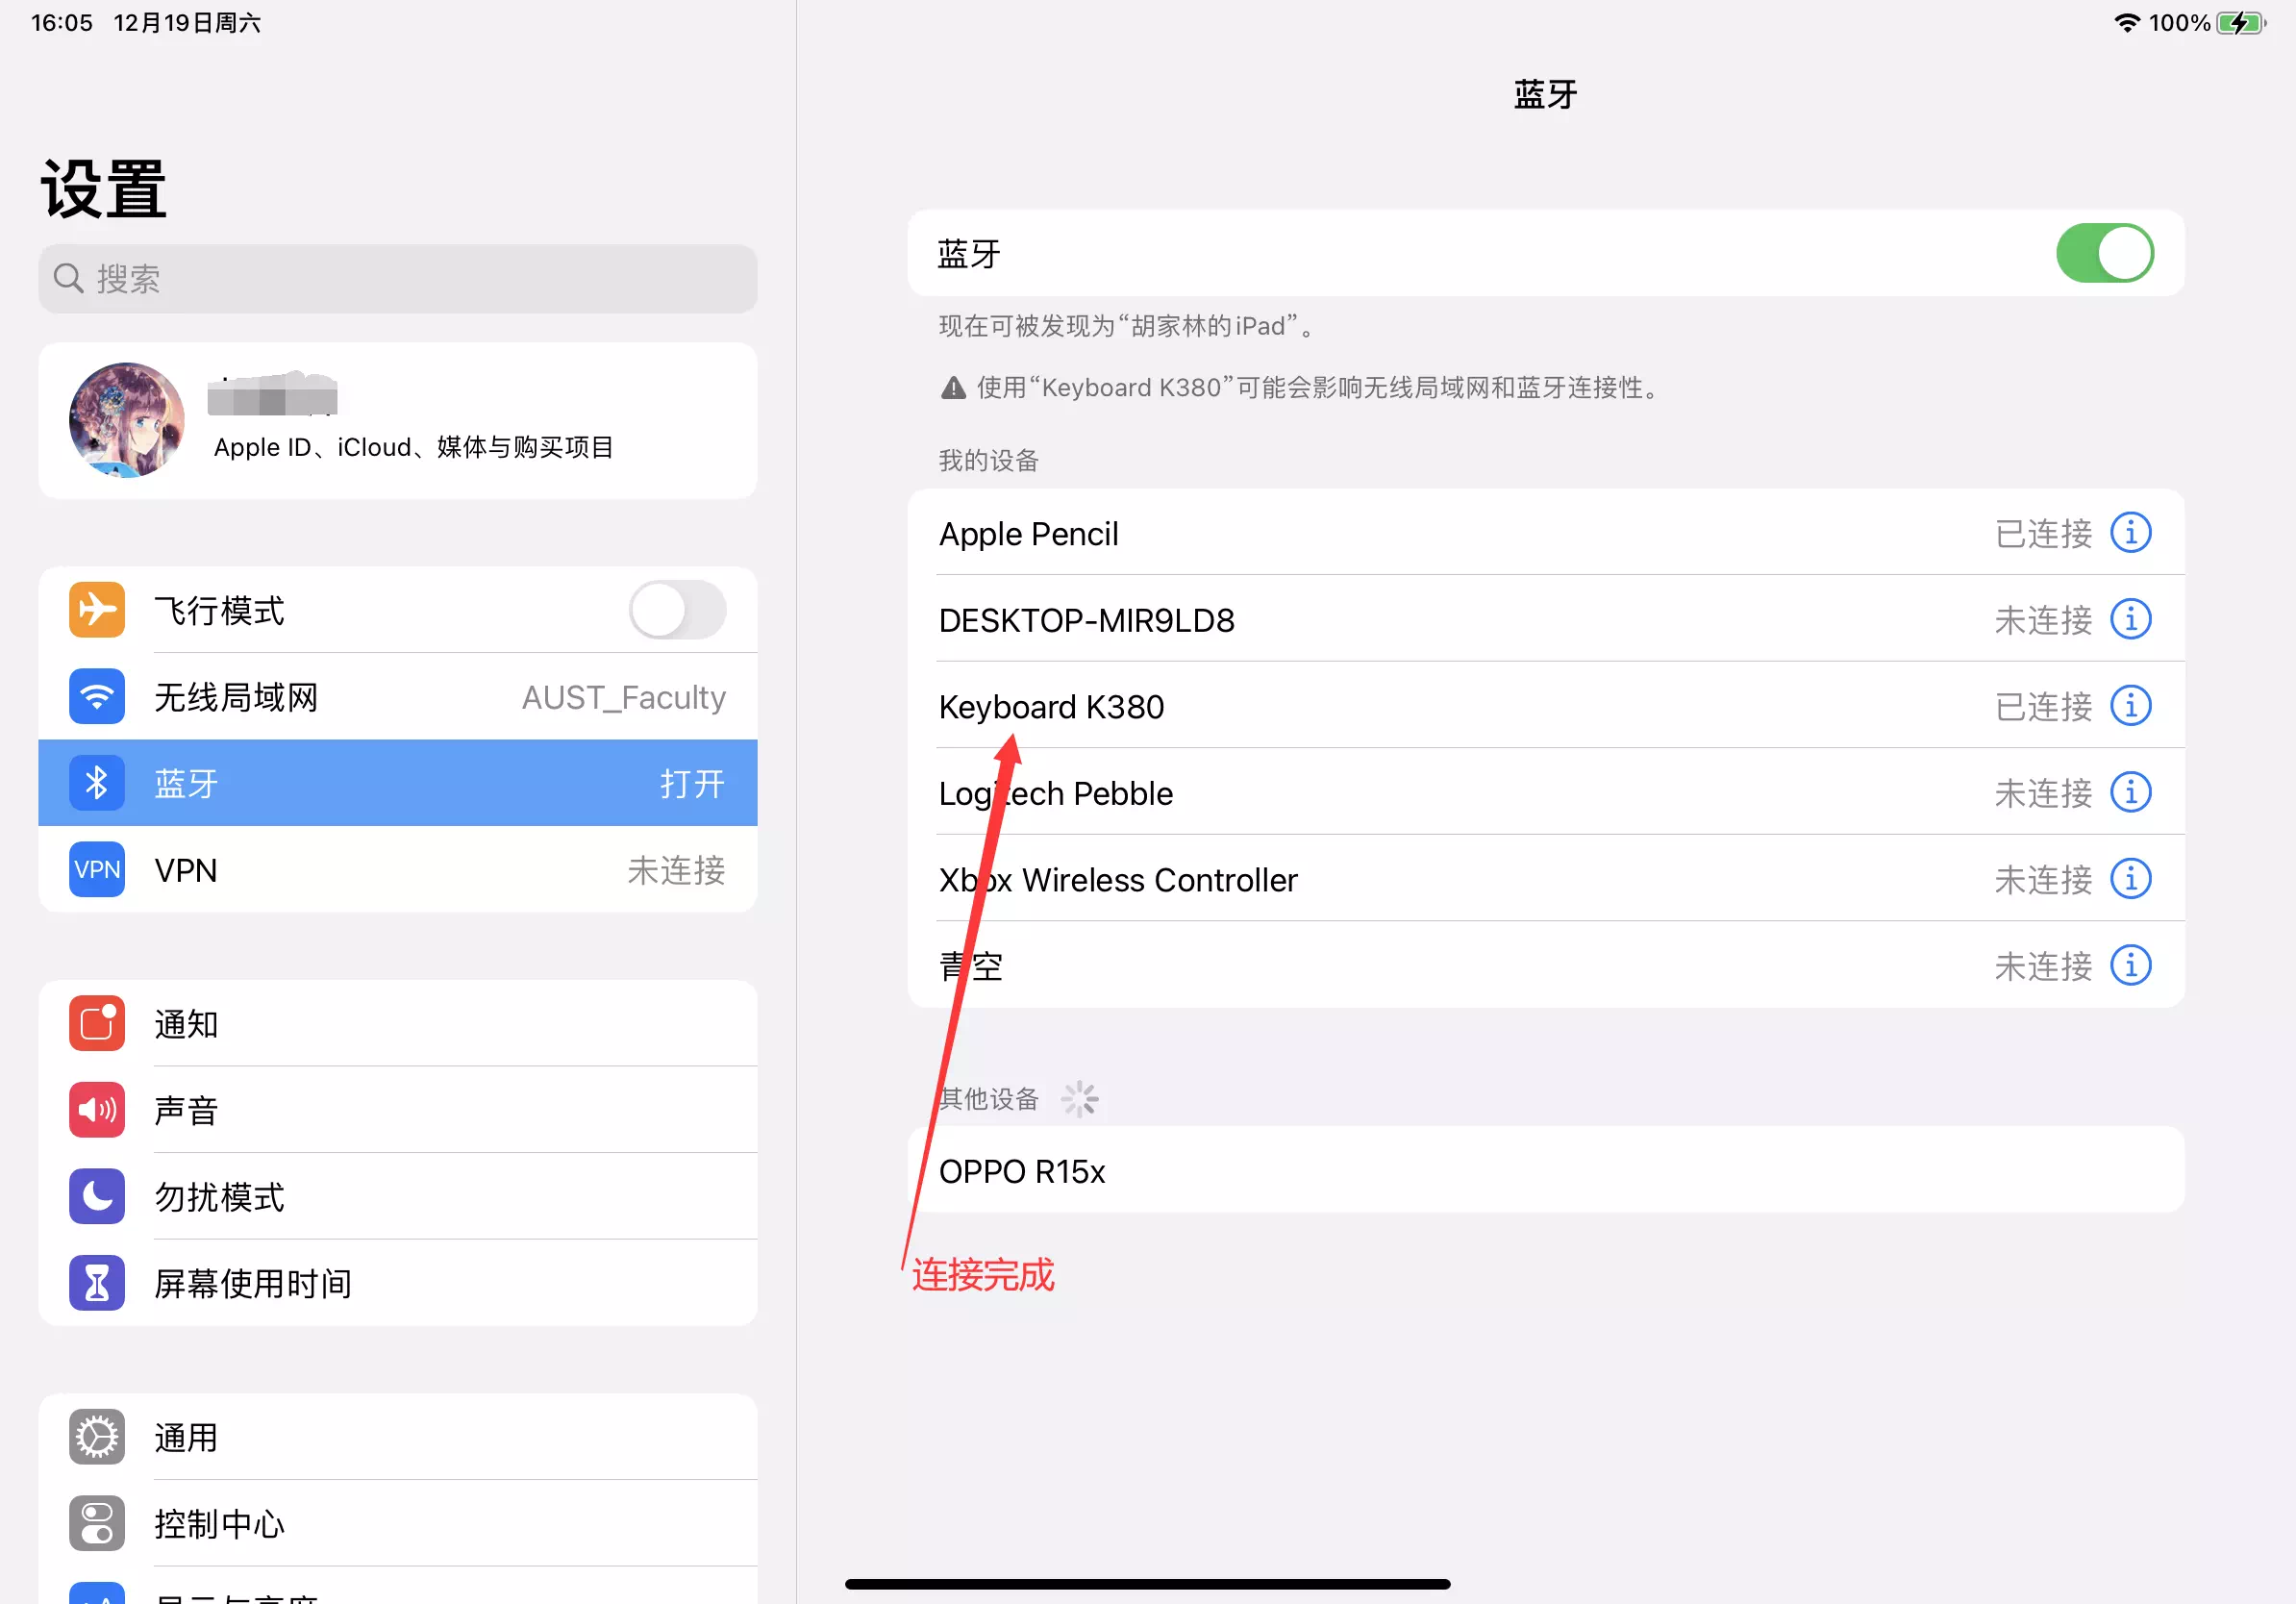 16:05 12月19日周六
100%
设置
搜索
Apple ID、iCloud、媒体与购买项目
飞行模式
无线局域网 AUST_Faculty
蓝牙 打开
VPN VPN 未连接
通知
声音
勿扰模式
屏幕使用时间
通用
控制中心
蓝牙
蓝牙
现在可被发现为“胡家林的iPad”。
使用“Keyboard K380”可能会影响无线局域网和蓝牙连接性。
我的设备
Apple Pencil 已连接
DESKTOP-MIR9LD8 未连接
Keyboard K380 已连接
Logitech Pebble 未连接
Xbox Wireless Controller 未连接
青空 未连接
其他设备
OPPO R15x
连接完成